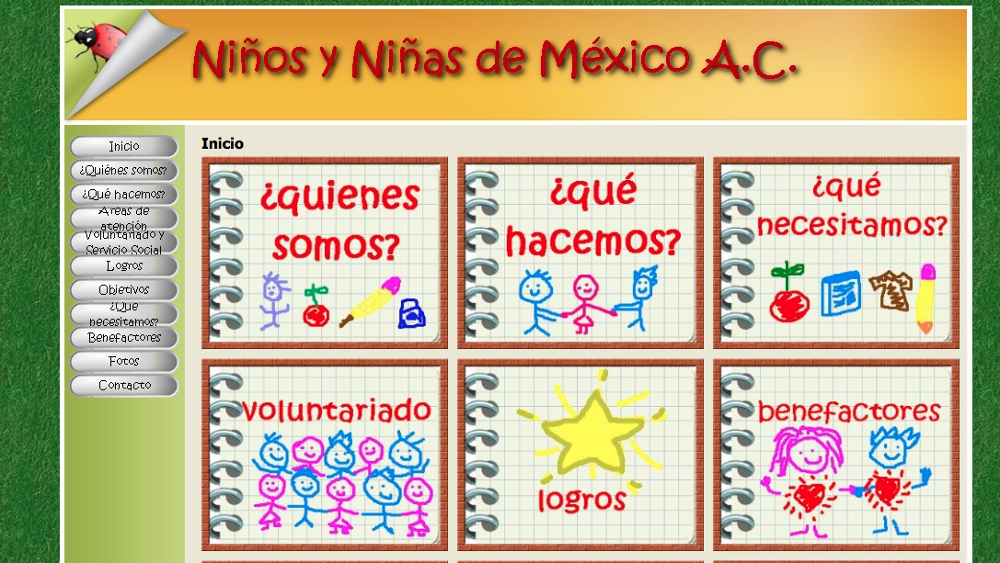 Niños y Niñas de México A.C.
Inicio
¿Quiénes somos?
¿Qué hacemos?
Areas de
atención
Voluntariado y
Servicio Social
Logros
Objetivos
¿Que
necesitamos?
Benefactores
Fotos
Contacto
Inicio
¿quienes
somos?
¿qué
hacemos?
¿qué
necesitamos?
voluntariado
logros
benefactores